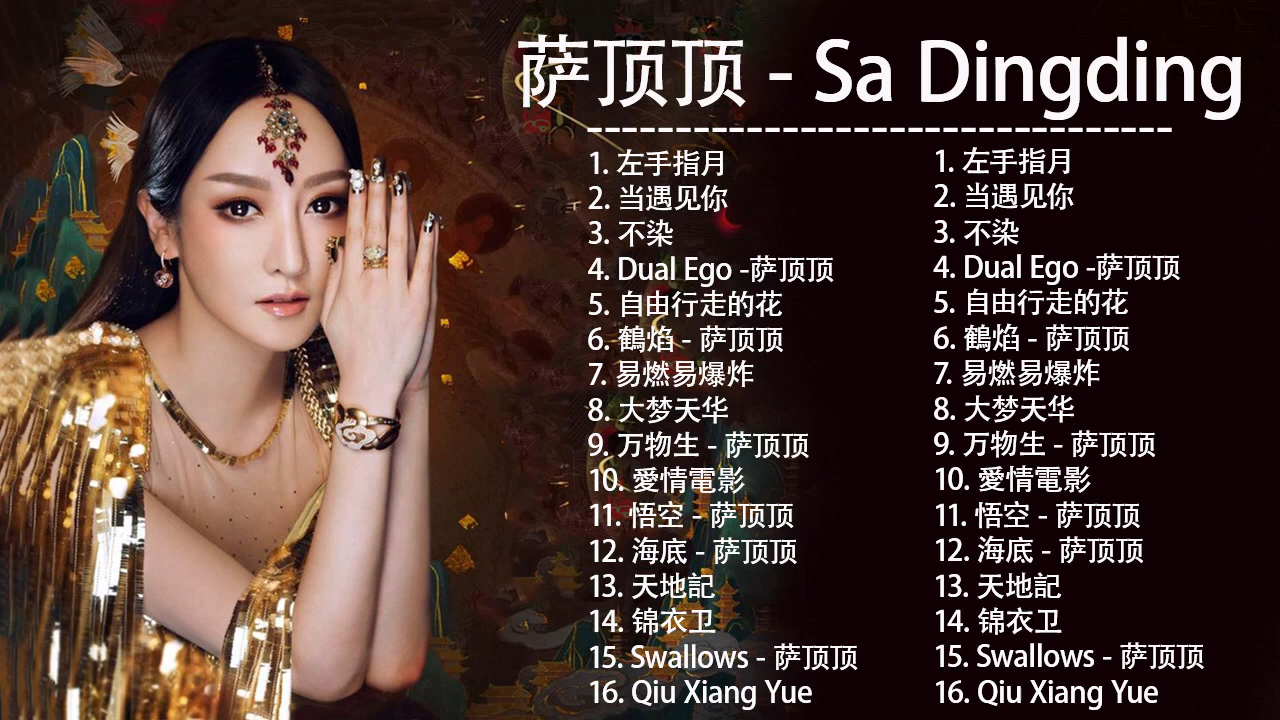 萨顶顶 - Sa Dingding
1. 左手指月
2. 当遇见你
3. 不染
4. Dual Ego -萨顶顶
5. 自由行走的花
6. 鶴焰 - 萨顶顶
7. 易燃易爆炸
8. 大梦天华
9. 万物生 - 萨顶顶
10. 愛情電影
11. 悟空 - 萨顶顶
12. 海底 - 萨顶顶
13. 天地記
14. 锦衣卫
15. Swallows - 萨顶顶
16. Qiu Xiang Yue
1. 左手指月
2. 当遇见你
3. 不染
4. Dual Ego -萨顶顶
5. 自由行走的花
6. 鶴焰 - 萨顶顶
7. 易燃易爆炸
8. 大梦天华
9. 万物生 - 萨顶顶
10. 愛情電影
11. 悟空 - 萨顶顶
12. 海底 - 萨顶顶
13. 天地記
14. 锦衣卫
15. Swallows - 萨顶顶
16. Qiu Xiang Yue